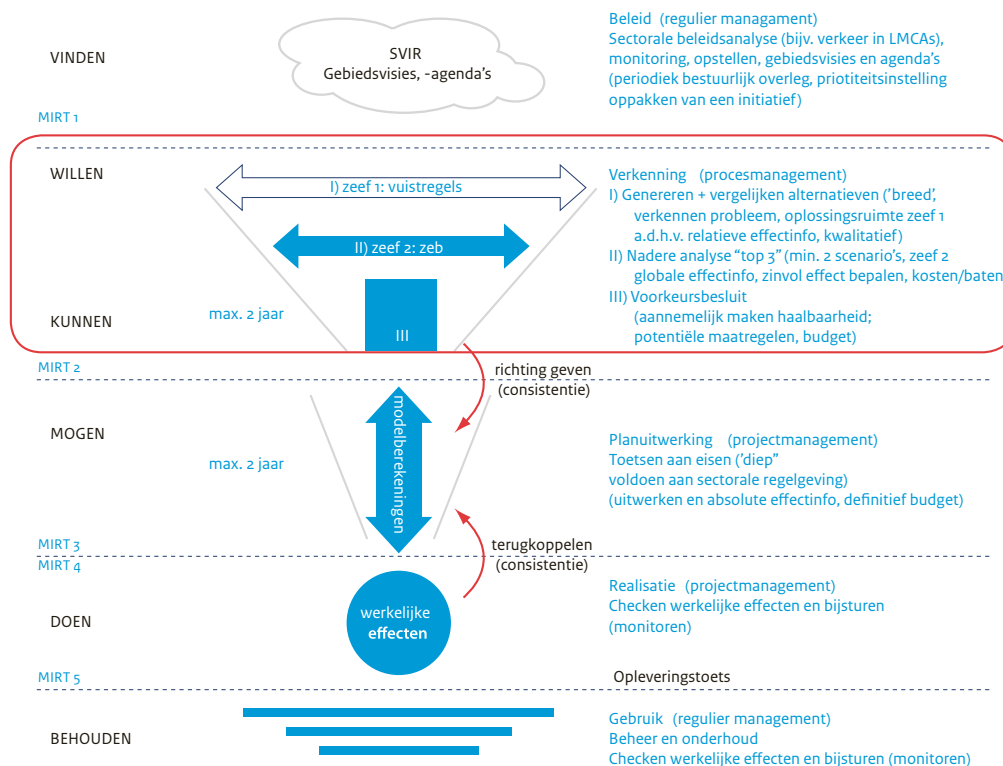 VINDEN
SVIR
Gebiedsvisies, -agenda's
Beleid (regulier managament)
Sectorale beleidsanalyse (bijv. verkeer in LMCAs),
monitoring, opstellen, gebiedsvisies en agenda's
(periodiek bestuurlijk overleg, priotiteitsinstelling
oppakken van een initiatief)
MIRT 1
WILLEN
I) zeef 1: vuistregels
II) zeef 2: zeb
III
max. 2 jaar
KUNNEN
Verkenning (procesmanagement)
I) Genereren + vergelijken alternatieven ('breed',
verkennen probleem, oplossingsruimte zeef 1
a.d.h.v. relatieve effectinfo, kwalitatief)
II) Nadere analyse "top 3" (min. 2 scenario's, zeef 2
globale effectinfo, zinvol effect bepalen, kosten/baten
III) Voorkeursbesluit
(aannemelijk maken haalbaarheid;
potentiële maatregelen, budget)
MIRT 2
richting geven
(consistentie)
MOGEN
max. 2 jaar
modelberekeningen
Planuitwerking (projectmanagement)
Toetsen aan eisen ('diep"
voldoen aan sectorale regelgeving)
(uitwerken en absolute effectinfo, definitief budget)
MIRT 3
terugkoppelen
(consistentie)
MIRT 4
DOEN
werkelijke
effecten
Realisatie (projectmanagement)
Checken werkelijke effecten en bijsturen
(monitoren)
MIRT 5
Opleveringstoets
BEHOUDEN
Gebruik (regulier management)
Beheer en onderhoud
Checken werkelijke effecten en bijsturen (monitoren)